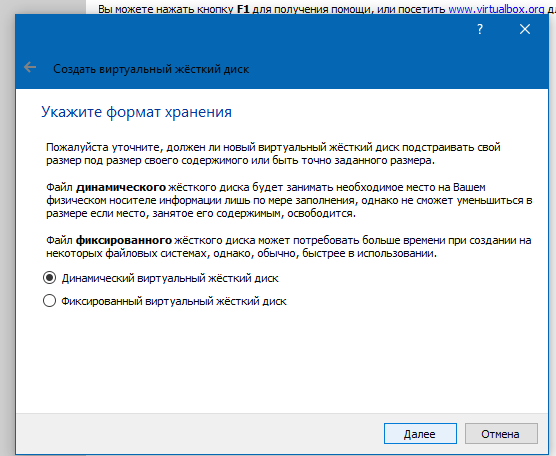 Вы можете нажать кнопку F1 для получения помощи, или посетить www.virtualbox.org дл
?
Создать виртуальный жёсткий диск
Укажите формат хранения
Пожалуйста уточните, должен ли новый виртуальный жёсткий диск подстраивать свой
размер под размер своего содержимого или быть точно заданного размера.
Файл динамического жёсткого диска будет занимать необходимое место на Вашем
физическом носителе информации лишь по мере заполнения, однако не сможет уменьшиться в
размере если место, занятое его содержимым, освободится.
Файл фиксированного жёсткого диска может потребовать больше времени при создании на
некоторых файловых системах, однако, обычно, быстрее в использовании.
Динамический виртуальный жёсткий диск
Фиксированный виртуальный жёсткий диск
Далее
Отмена